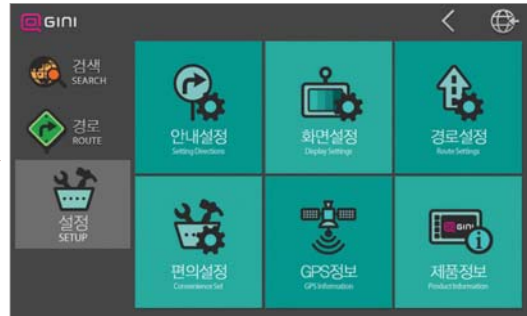 GINI
검색
SEARCH
경로
ROUTE
설정
SETUP
안내설정
Setting Directions
화면설정
Display Settings
경로설정
Route Settings
편의설정
Convenience Set
GPS정보
GPS Information
GINI
제품정보
Product Information